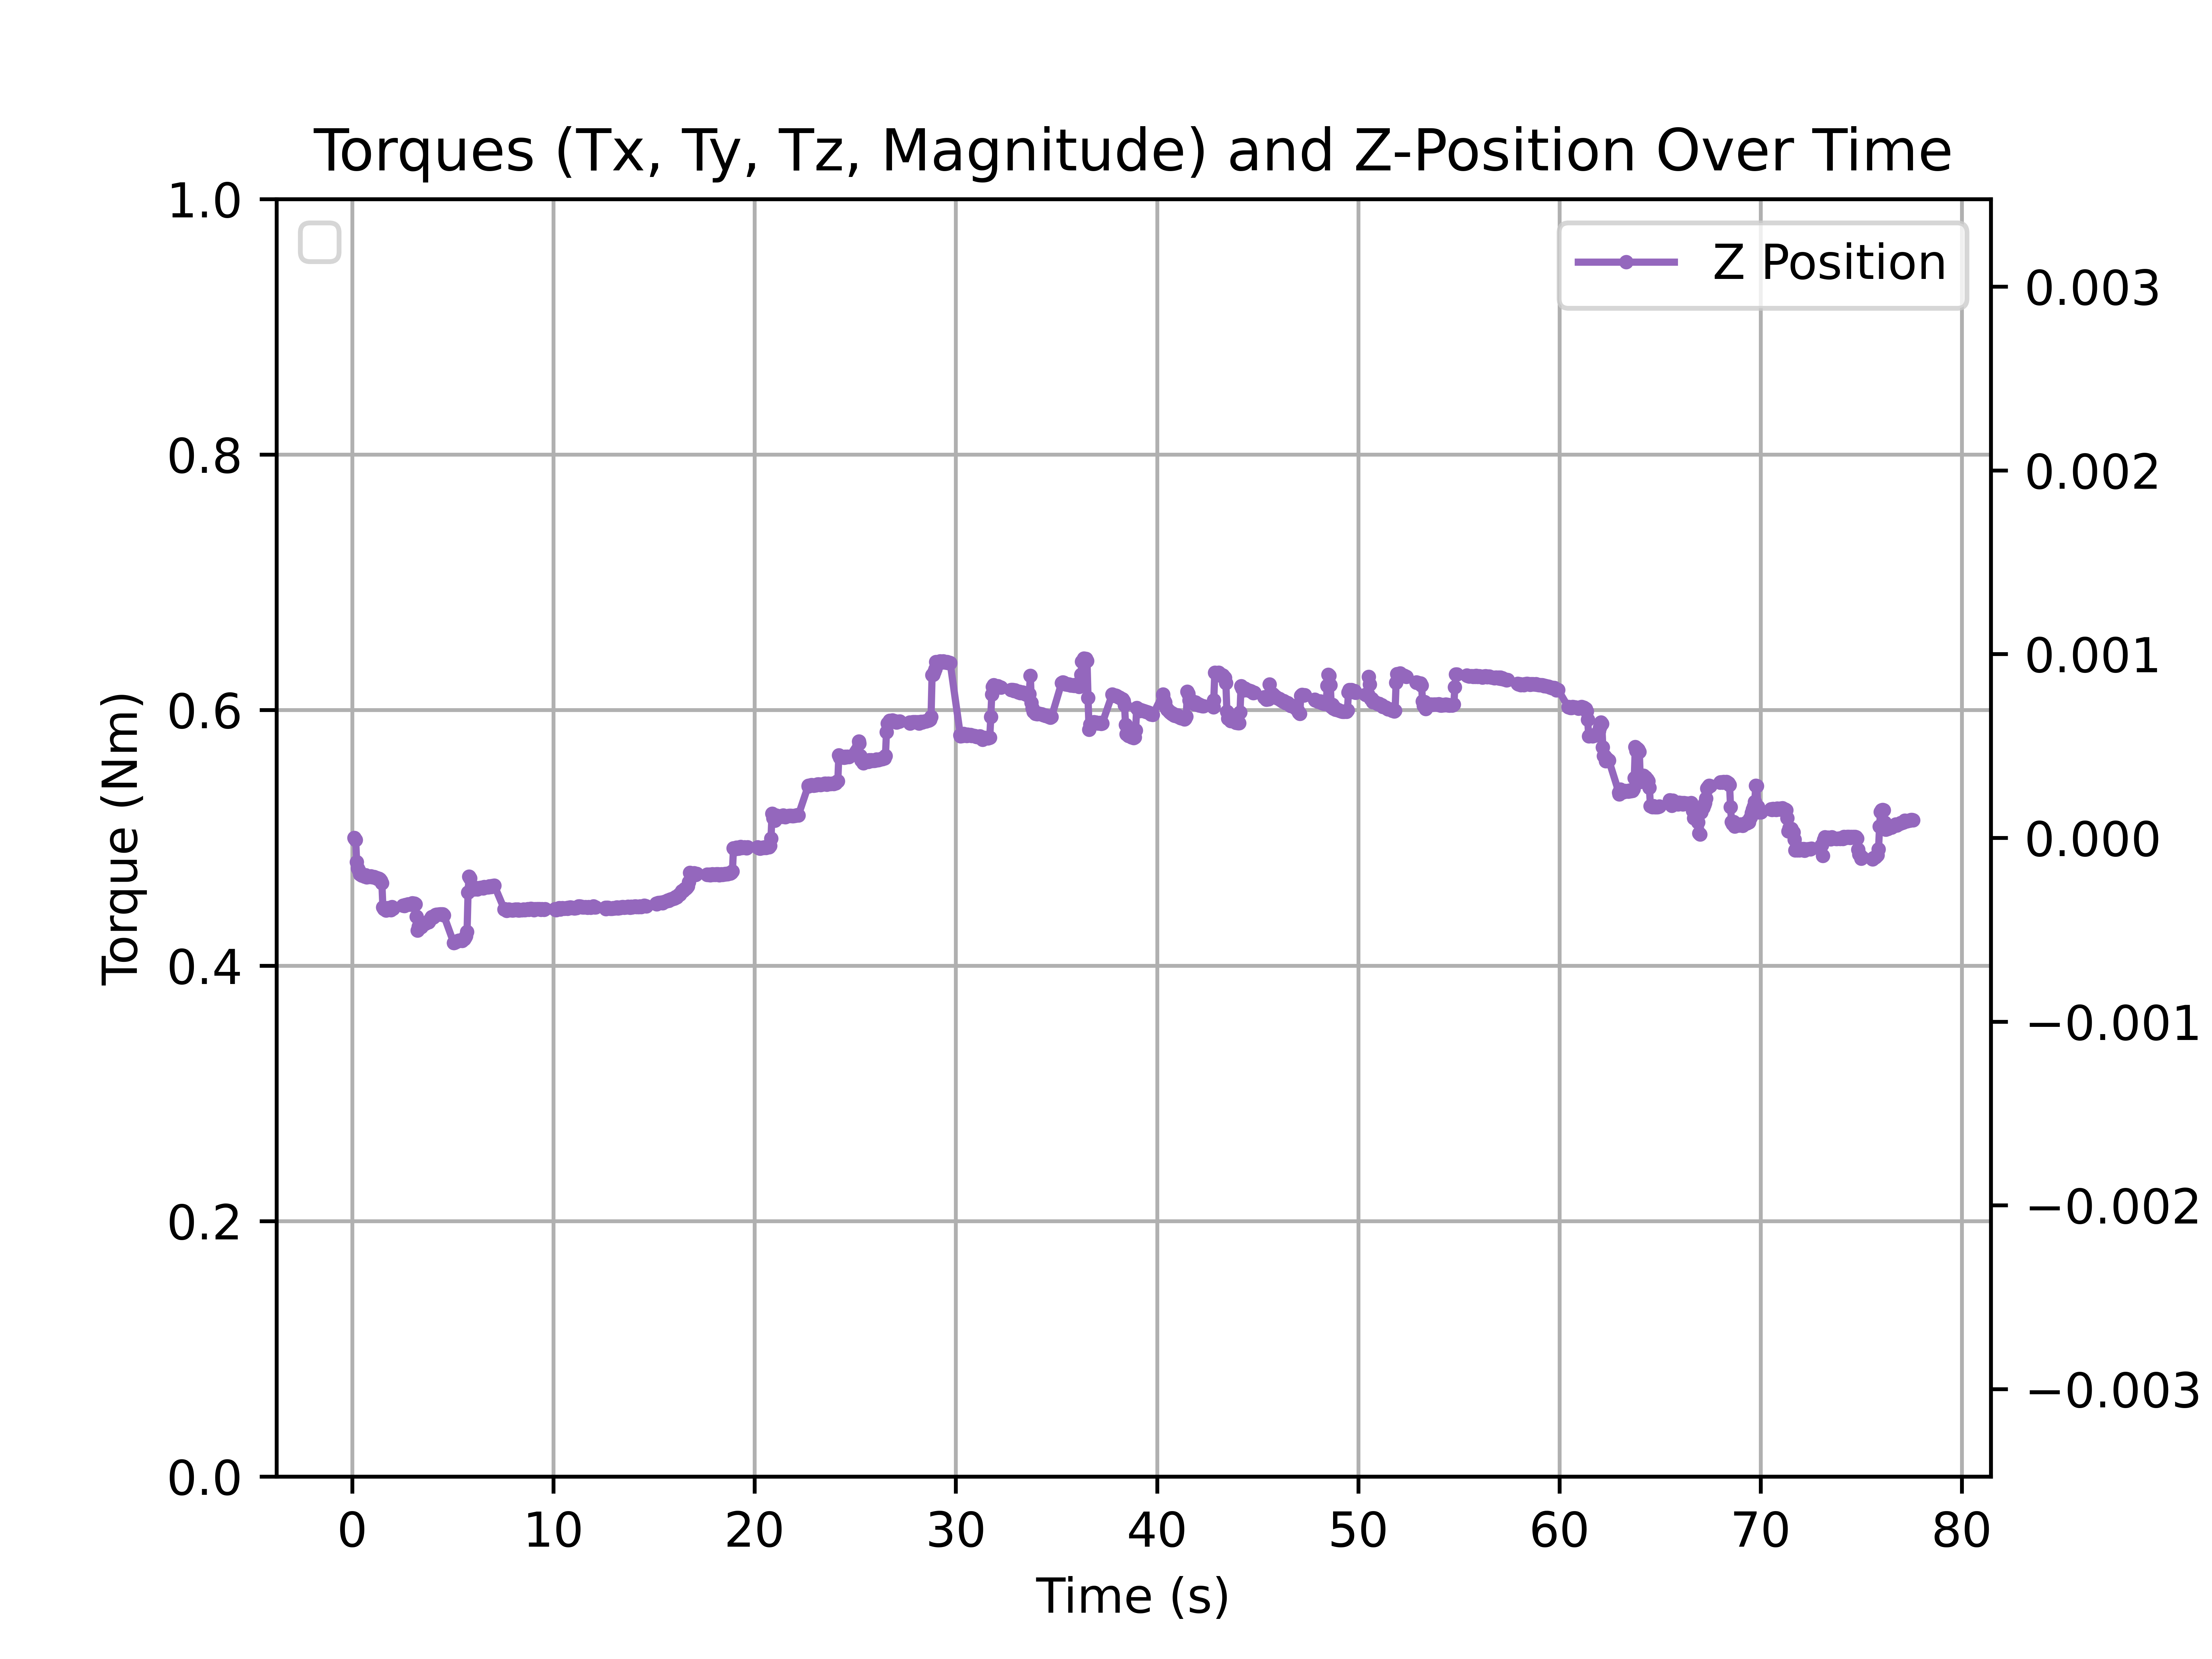 Torques (Tx, Ty, Tz, Magnitude) and Z-Position Over Time
Z Position
1.0
0.8
0.6
0.4
0.2
0.0
Torque (Nm)
0.003
0.002
0.001
0.000
−0.001
−0.002
−0.003
0 10 20 30 40 50 60 70 80
Time (s)